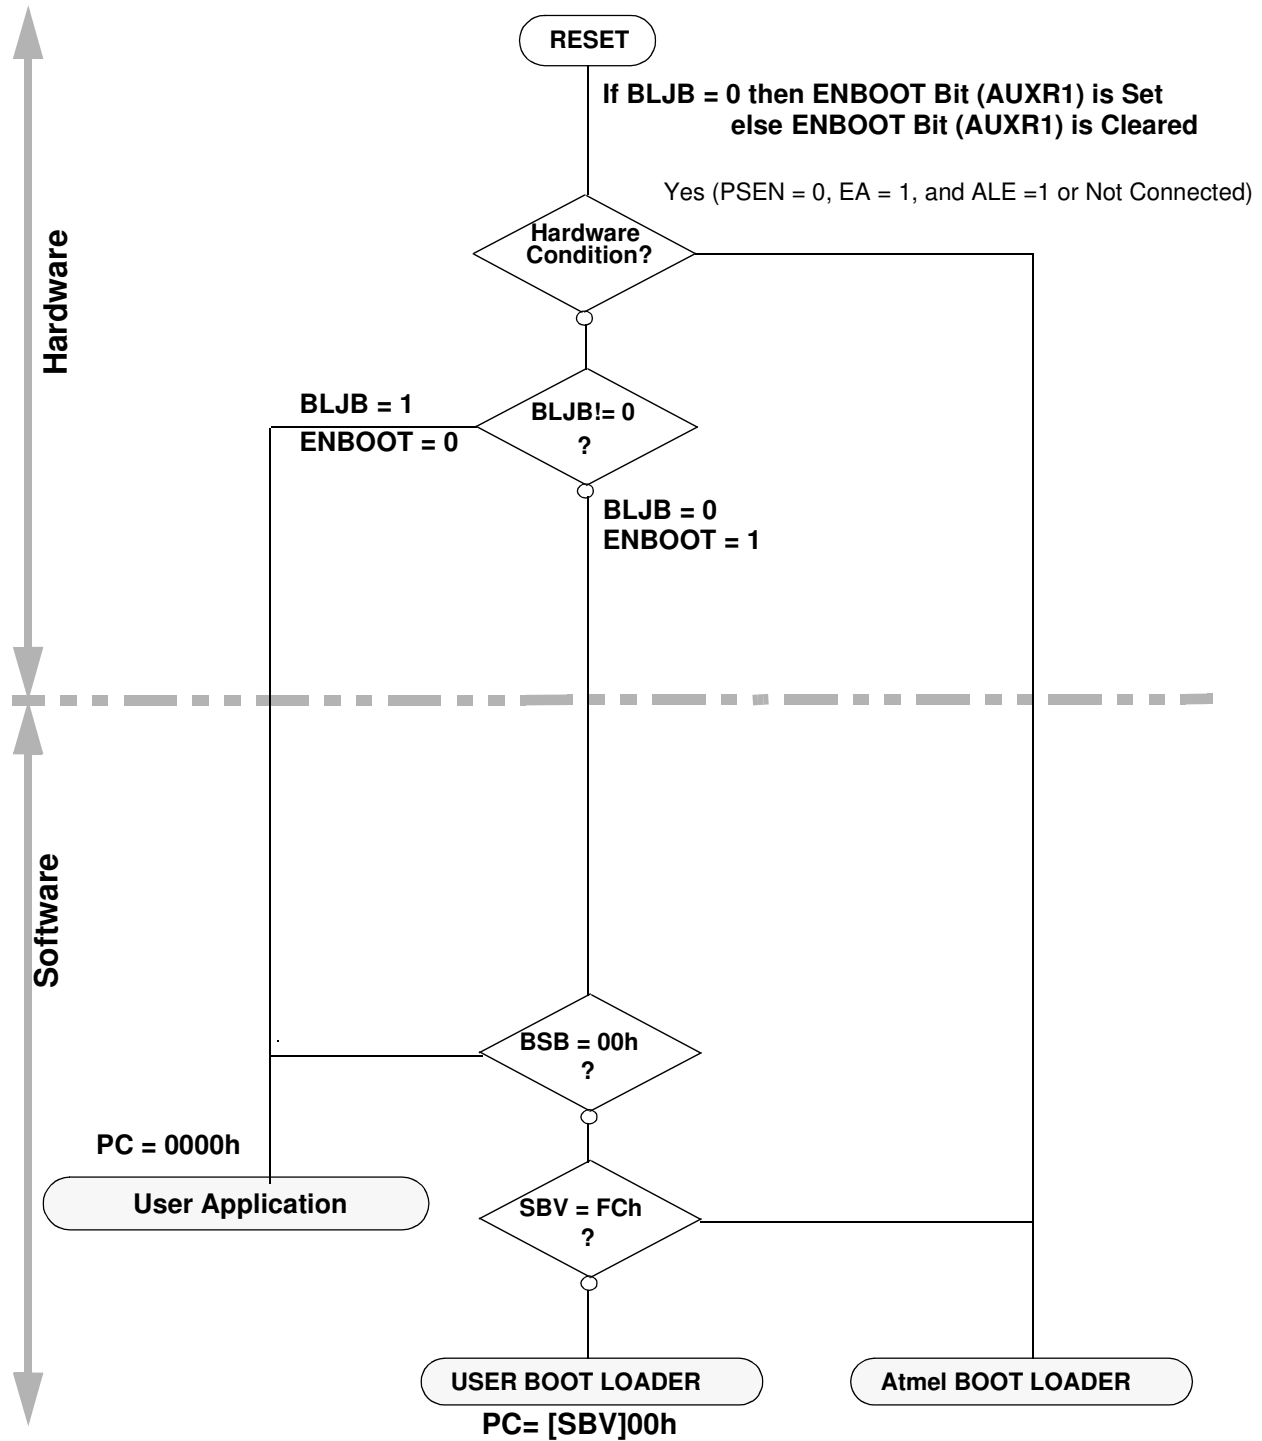 RESET
If BLJB = 0 then ENBOOT Bit (AUXR1) is Set
else ENBOOT Bit (AUXR1) is Cleared
Yes (PSEN = 0, EA = 1, and ALE =1 or Not Connected)
Hardware
Condition?
Hardware
BLJB = 1
ENBOOT = 0
BLJB!= 0
?
BLJB = 0
ENBOOT = 1
Software
BSB = 00h
?
PC = 0000h
User Application
SBV = FCh
?
USER BOOT LOADER
PC= [SBV]00h
Atmel BOOT LOADER